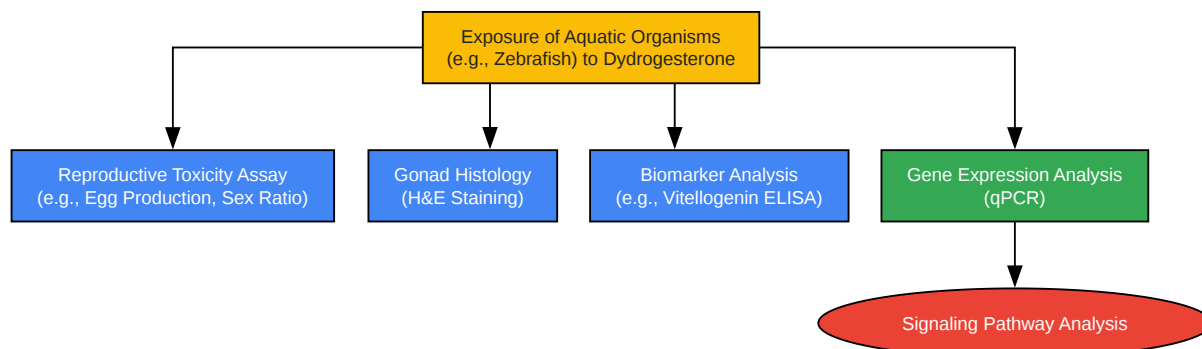 Exposure of Aquatic Organisms
(e.g., Zebrafish) to Dydrogesterone
Reproductive Toxicity Assay
(e.g., Egg Production, Sex Ratio)
Gonad Histology
(H&E Staining)
Biomarker Analysis
(e.g., Vitellogenin ELISA)
Gene Expression Analysis
(qPCR)
Signaling Pathway Analysis